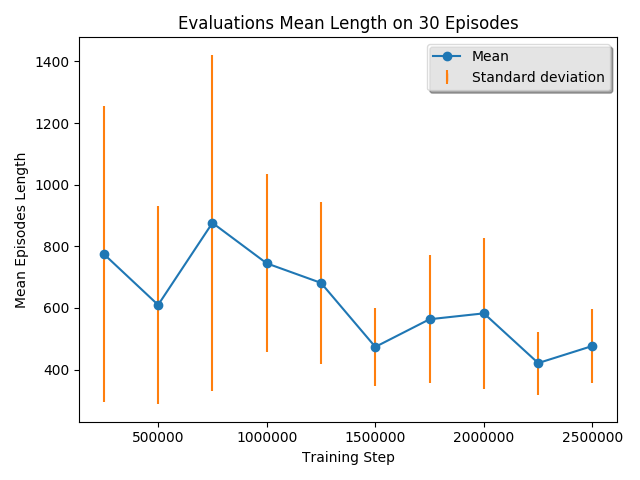 Evaluations Mean Length on 30 Episodes
Mean
Standard deviation
Mean Episodes Length
1400
1200
1000
800
600
400
500000 1000000 1500000 2000000 2500000
Training Step